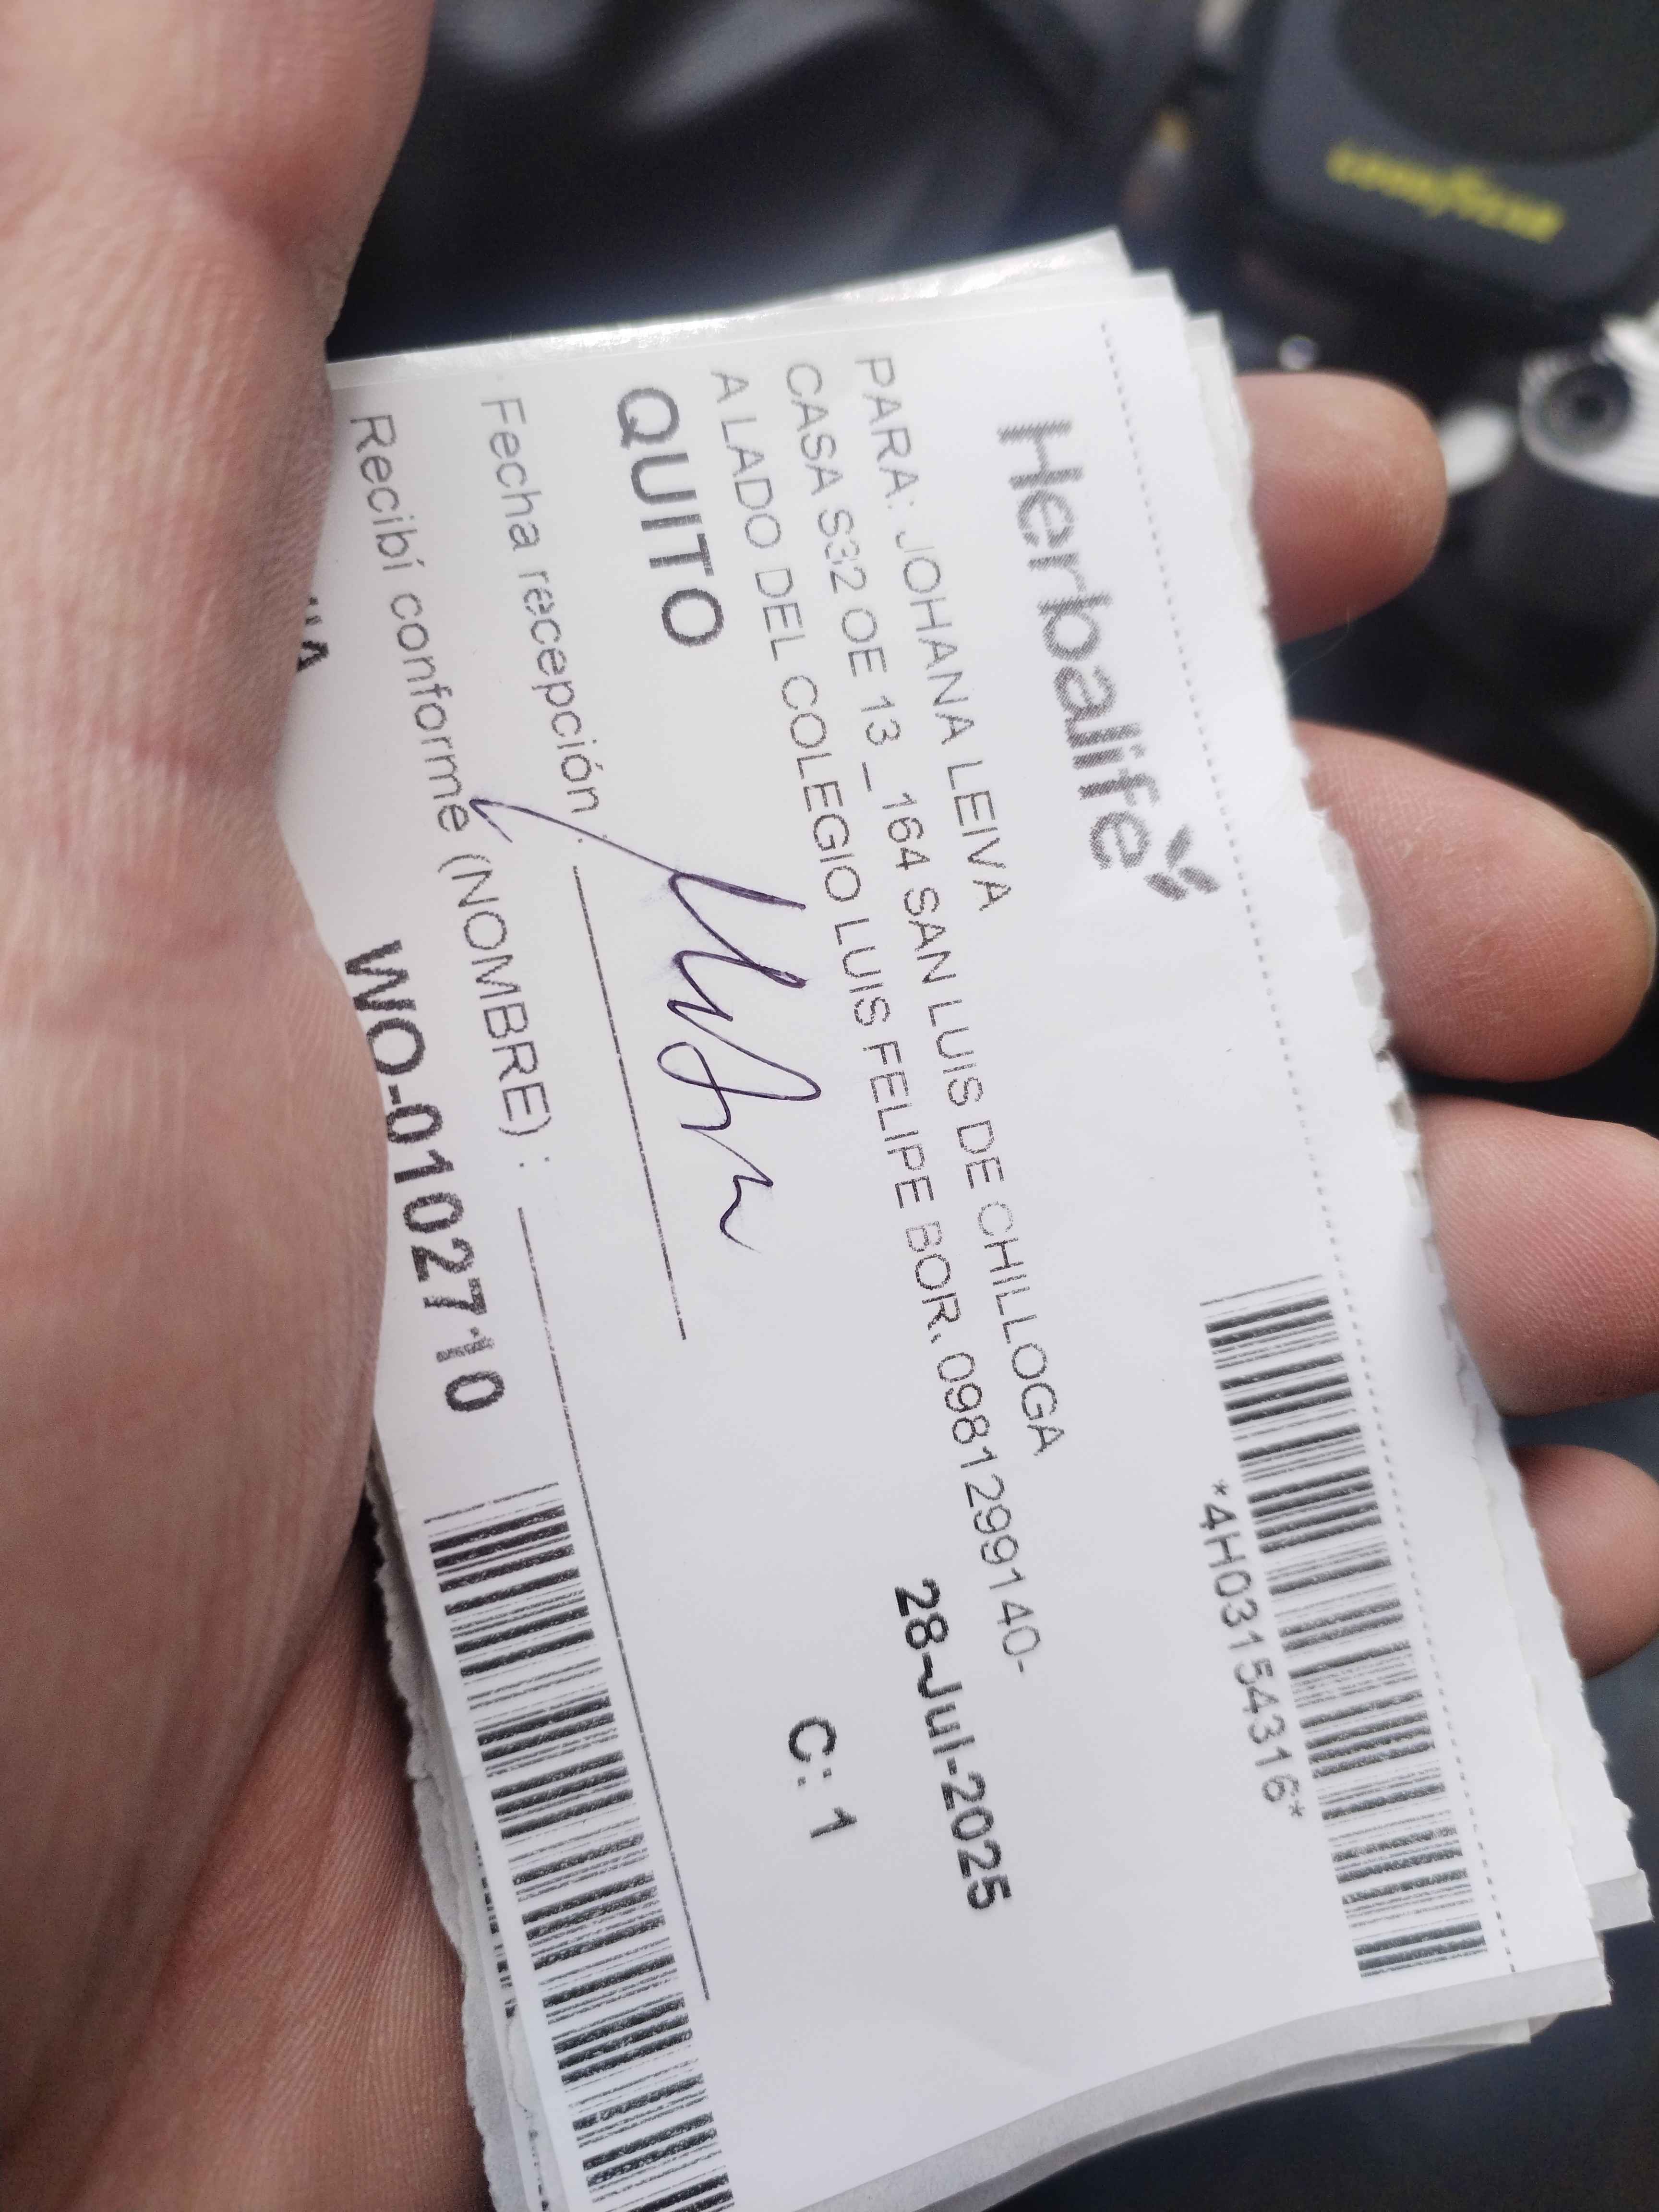 GOODYEAR
Herbalife
*4H03154316*
PARA: JOHANA LEIVA
CASA S32 OE 13 _ 164 SAN LUIS DE CHILLOGA
A LADO DEL COLEGIO LUIS FELIPE BOR. 0981299140-
28-Jul-2025
QUITO
C: 1
Fecha recepción :
Recibí conforme (NOMBRE) :
WO-0102710